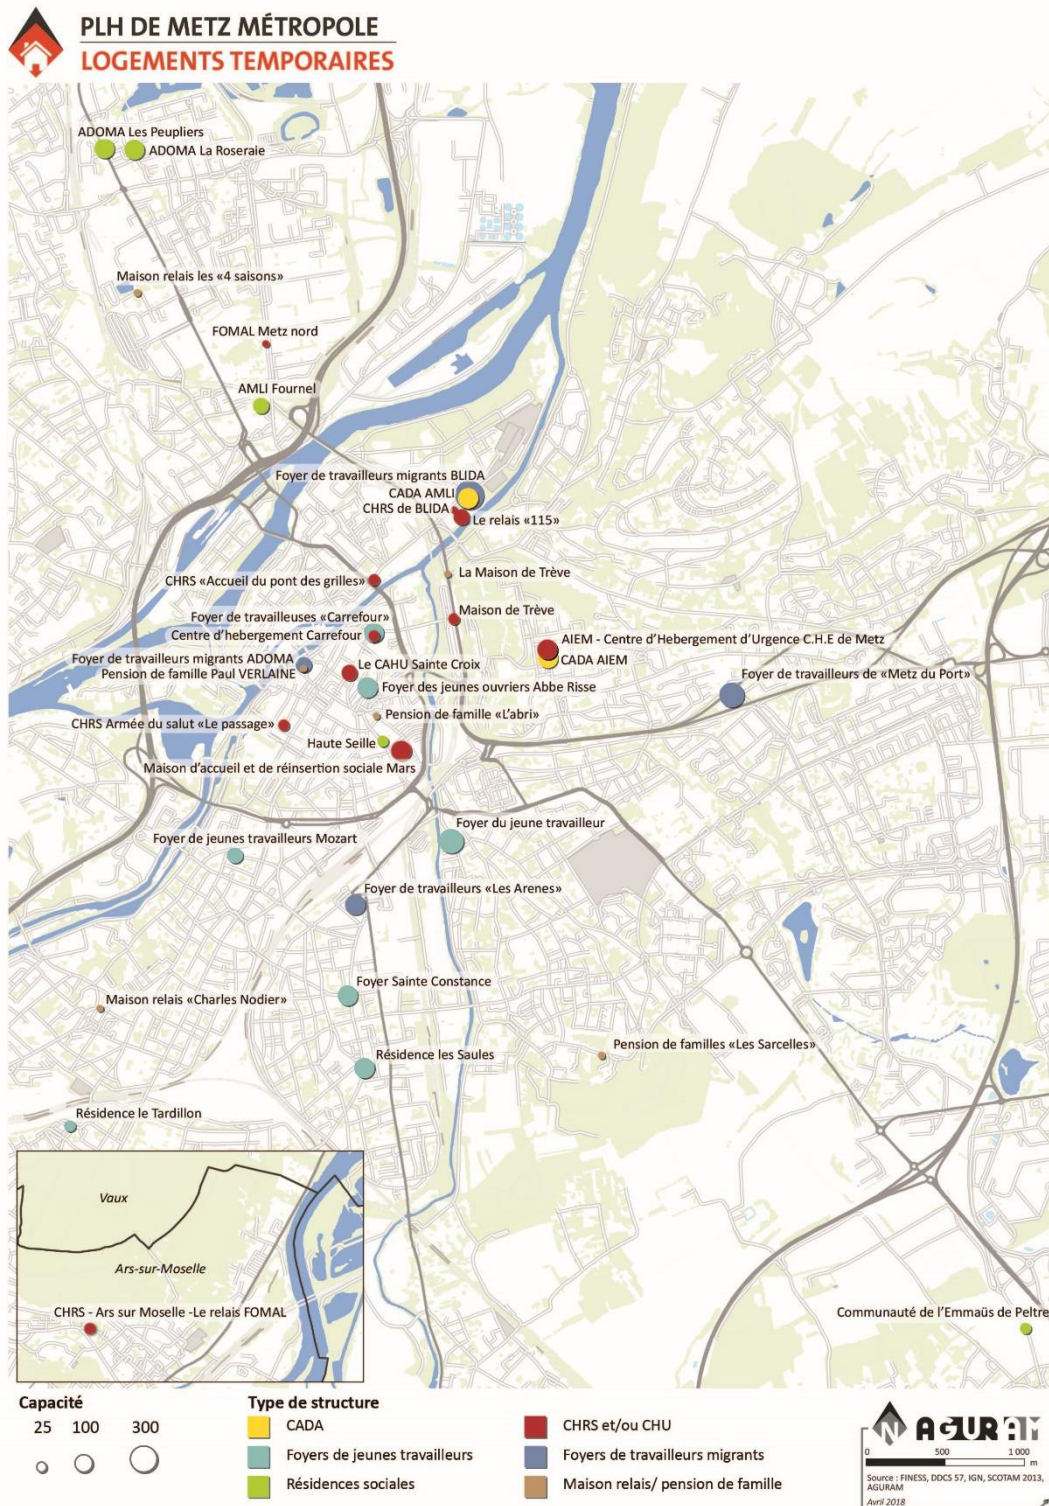 PLH DE METZ MÉTROPOLE
LOGEMENTS TEMPORAIRES
ADOMA Les Peupliers
ADOMA La Roseraie
Maison relais les «4 saisons»
FOMAL Metz nord
AMLI Fournel
Foyer de travailleurs migrants BLIDA
CADA AMLI
CHRS de BLIDA
Le relais «115»
La Maison de Trève
CHRS «Accueil du pont des grilles»
Maison de Trève
Foyer de travailleuses «Carrefour»
Centre d'hebergement Carrefour
AIEM - Centre d'Hebergement d'Urgence C.H.E de Metz
CADA AIEM
Foyer de travailleurs migrants ADOMA
Pension de famille Paul VERLAINE
Le CAHU Sainte Croix
Foyer de travailleurs de «Metz du Port»
Foyer des jeunes ouvriers Abbe Risse
Pension de famille «L'abri»
CHRS Armée du salut «Le passage»
Haute Seille
Maison d'accueil et de réinsertion sociale Mars
Foyer du jeune travailleur
Foyer de jeunes travailleurs Mozart
Foyer de travailleurs «Les Arenes»
Foyer Sainte Constance
Maison relais «Charles Nodier»
Pension de familles «Les Sarcelles»
Résidence les Saules
Résidence le Tardillon
Vaux
Ars-sur-Moselle
CHRS - Ars sur Moselle -Le relais FOMAL
Communauté de l'Emmaüs de Peltre
Capacité
25 100 300
Type de structure
CADA
Foyers de jeunes travailleurs
Résidences sociales
CHRS et/ou CHU
Foyers de travailleurs migrants
Maison relais/ pension de famille
N AGURAM
0 500 1 000
m
Source : FINESS, DDCS 57, IGN, SCOTAM 2013,
AGURAM
Avril 2018